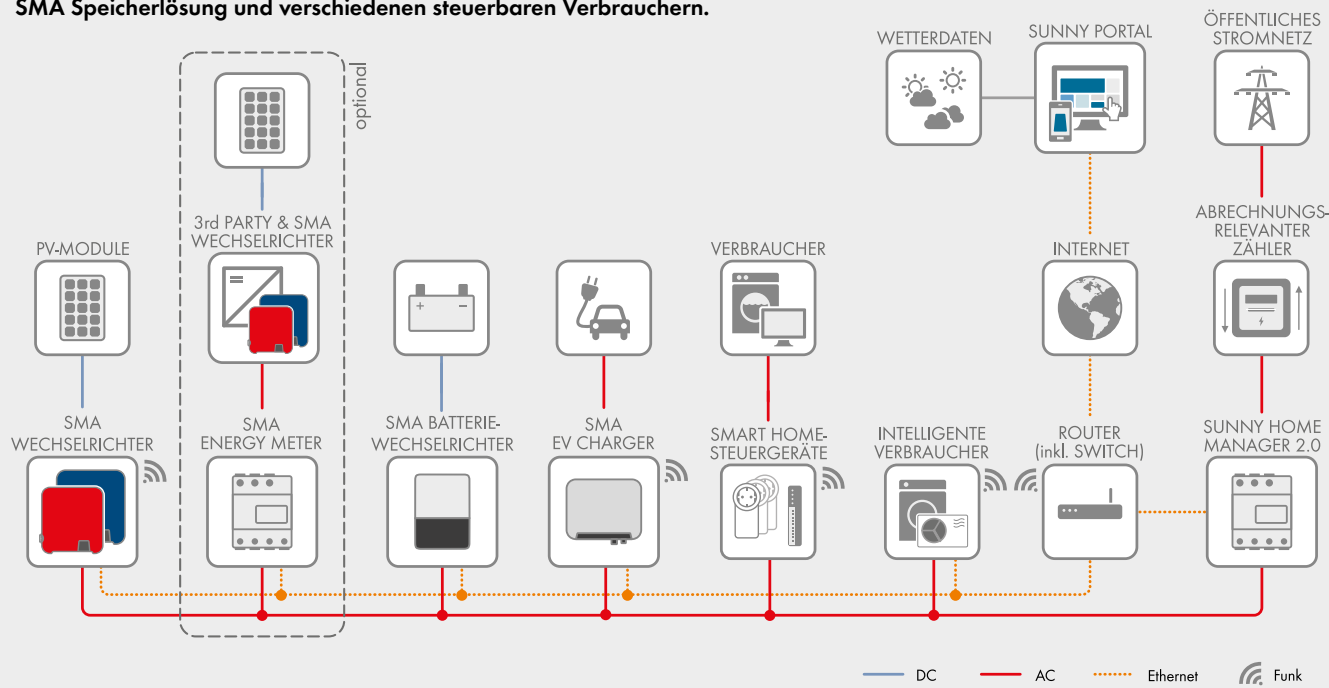 SMA Speicherlösung und verschiedenen steuerbaren Verbrauchern.
optional
WETTERDATEN
SUNNY PORTAL
ÖFFENTLICHES
STROMNETZ
PV-MODULE
3rd PARTY & SMA
WECHSELRICHTER
VERBRAUCHER
INTERNET
ABRECHNUNGS-
RELEVANTER
ZÄHLER
SMA
WECHSELRICHTER
SMA
ENERGY METER
SMA BATTERIE-
WECHSELRICHTER
SMA
EV CHARGER
SMART HOME-
STEUERGERÄTE
INTELLIGENTE
VERBRAUCHER
ROUTER
(inkl. SWITCH)
SUNNY HOME
MANAGER 2.0
DC
AC
Ethernet
Funk